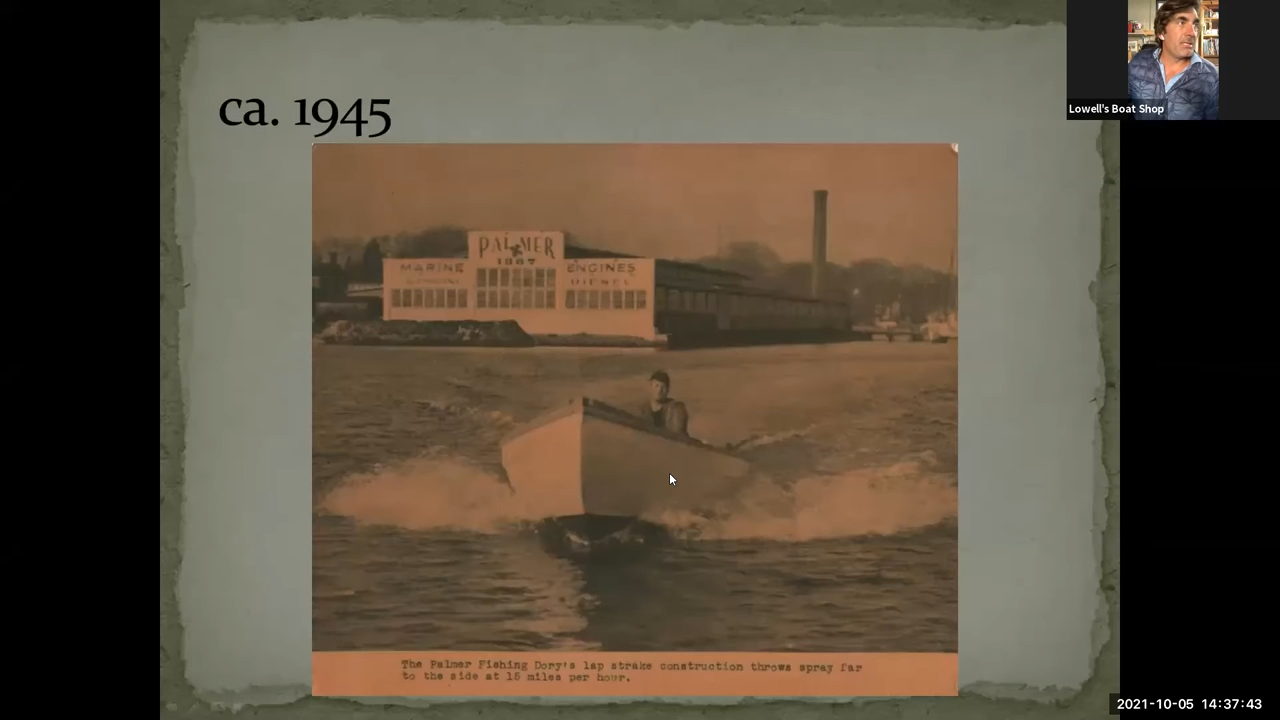 ca. 1945
Lowell's Boat Shop
PALMER
MARINE
ENGINES
DIESEL
The Palmer Fishing Dory's lap strake construction throws spray far
to the side at 15 miles per hour.
2021-10-05 14:37:43